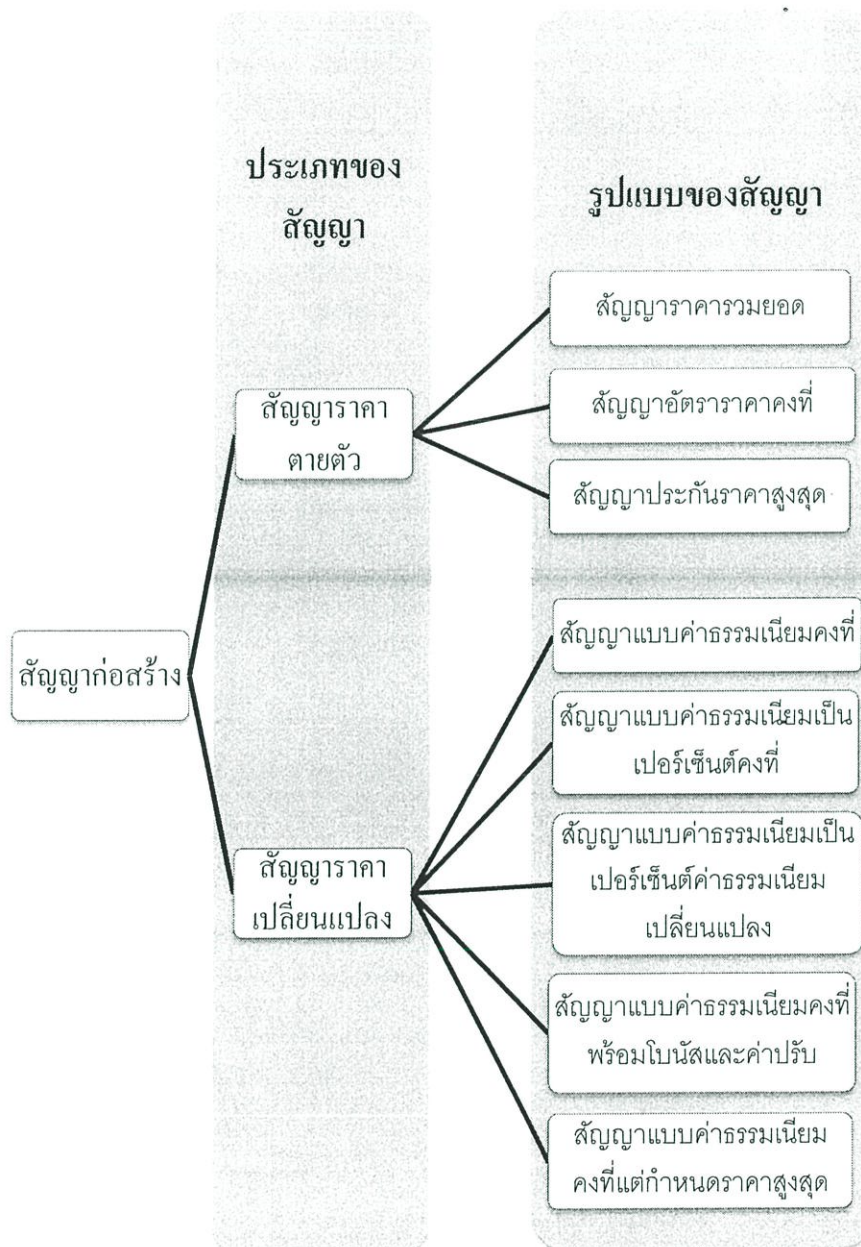 ประเภทของ
สัญญา
รูปแบบของสัญญา
สัญญาราคารวมยอด
สัญญาอัตราราคาคงที่
สัญญาประกันราคาสูงสุด
สัญญาราคา
ตายตัว
สัญญาก่อสร้าง
สัญญาราคา
เปลี่ยนแปลง
สัญญาแบบค่าธรรมเนียมคงที่
สัญญาแบบค่าธรรมเนียมเป็น
เปอร์เซ็นต์คงที่
สัญญาแบบค่าธรรมเนียมเป็น
เปอร์เซ็นต์ค่าธรรมเนียม
เปลี่ยนแปลง
สัญญาแบบค่าธรรมเนียมคงที่
พร้อมโบนัสและค่าปรับ
สัญญาแบบค่าธรรมเนียม
คงที่แต่กำหนดราคาสูงสุด